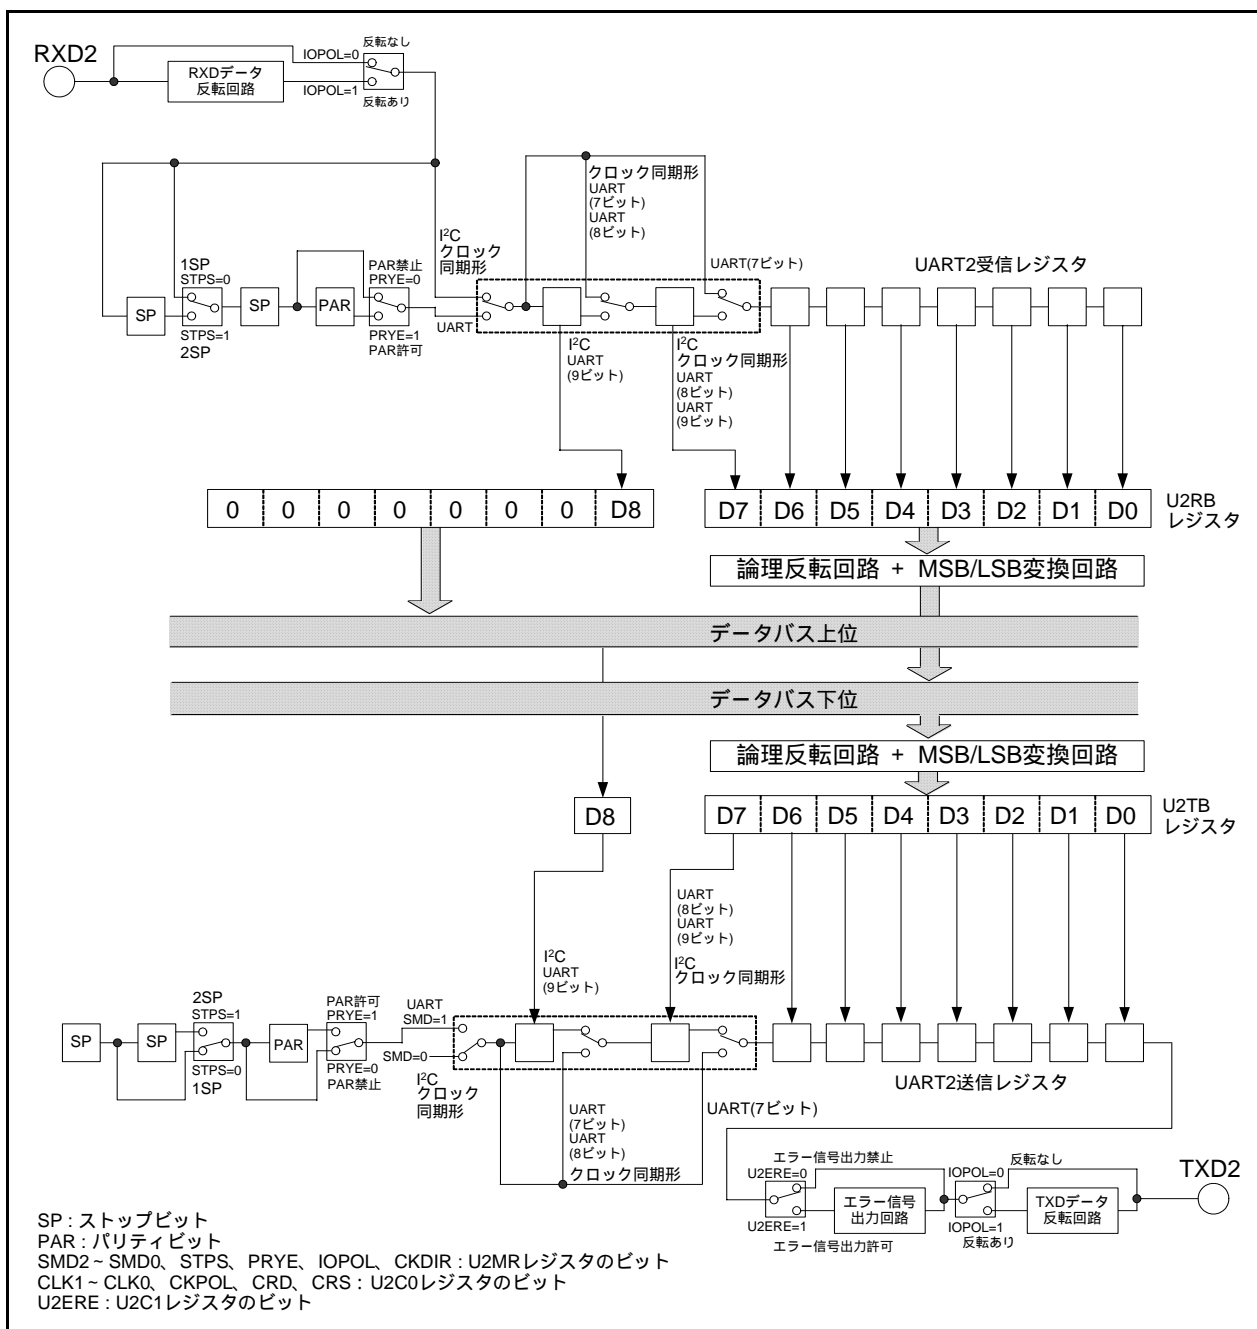 RXD2
IOPOL=0
反転なし
RXDデータ
反転回路
IOPOL=1
反転あり
クロック同期形
UART
(7ビット)
UART
(8ビット)
I²C
クロック
同期形
UART(7ビット)
UART2受信レジスタ
1SP
STPS=0
PAR禁止
PRYE=0
SP
SP
PAR
UART
STPS=1
2SP
PRYE=1
PAR許可
I²C
UART
(9ビット)
I²C
クロック同期形
UART
(8ビット)
UART
(9ビット)
0 0 0 0 0 0 0 D8
D7 D6 D5 D4 D3 D2 D1 D0
U2RB
レジスタ
論理反転回路 + MSB/LSB変換回路
データバス上位
データバス下位
論理反転回路 + MSB/LSB変換回路
D8
D7 D6 D5 D4 D3 D2 D1 D0
U2TB
レジスタ
UART
(8ビット)
UART
(9ビット)
I²C
クロック同期形
I²C
UART
(9ビット)
2SP
STPS=1
PAR許可
PRYE=1
UART
SMD=1
SP
SP
PAR
SMD=0
STPS=0
1SP
PRYE=0
PAR禁止
I²C
クロック
同期形
UART2送信レジスタ
UART
(7ビット)
UART
(8ビット)
クロック同期形
UART(7ビット)
エラー信号出力禁止
U2ERE=0
IOPOL=0
反転なし
TXD2
エラー信号
出力回路
TXDデータ
反転回路
U2ERE=1
エラー信号出力許可
IOPOL=1
反転あり
SP : ストップビット
PAR : パリティビット
SMD2 ~ SMD0、 STPS、 PRYE、 IOPOL、 CKDIR : U2MRレジスタのビット
CLK1 ~ CLK0、 CKPOL、 CRD、 CRS : U2C0レジスタのビット
U2ERE : U2C1レジスタのビット